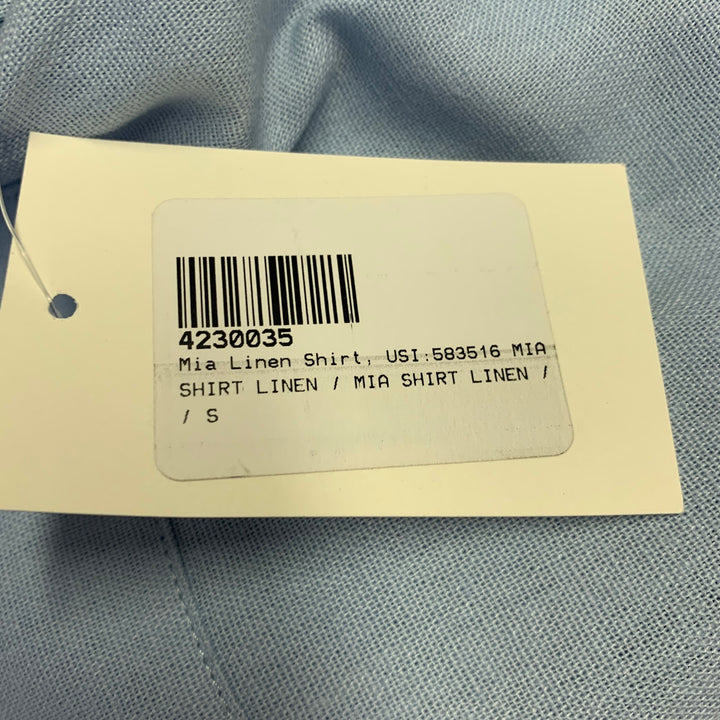 4230035
Mia Linen Shirt, USI:583516 MIA
SHIRT LINEN / MIA SHIRT LINEN /
/ S